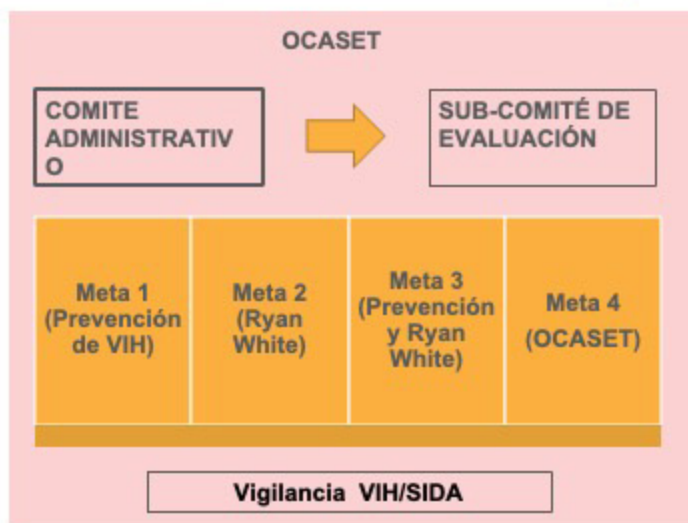 OCASET
COMITE
ADMINISTRATIV
O
SUB-COMITÉ DE
EVALUACIÓN
Meta 1
(Prevención
de VIH)
Meta 2
(Ryan
White)
Meta 3
(Prevención
y Ryan
White)
Meta 4
(OCASET)
Vigilancia VIH/SIDA